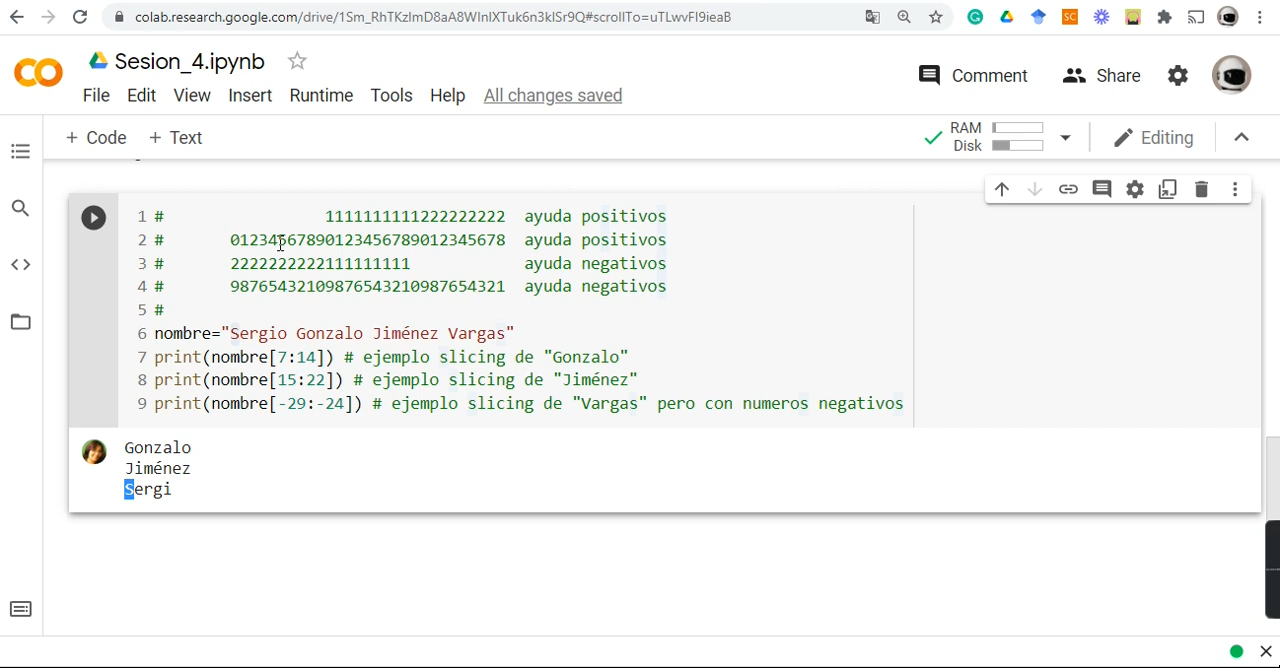 colab.research.google.com/drive/1Sm_RhTKzlmD8aA8WlnlXTuk6n3klSr9Q#scrollTo=uTLwvFI9ieaB
SC
CO
Sesion_4.ipynb
Comment
Share
File Edit View Insert Runtime Tools Help All changes saved
+ Code + Text
RAM
Disk
Editing
1 #                 1111111111222222222  ayuda positivos
2 #       01234567890123456789012345678  ayuda positivos
3 #       2222222222111111111            ayuda negativos
4 #       98765432109876543210987654321  ayuda negativos
5 #
6 nombre="Sergio Gonzalo Jiménez Vargas"
7 print(nombre[7:14]) # ejemplo slicing de "Gonzalo"
8 print(nombre[15:22]) # ejemplo slicing de "Jiménez"
9 print(nombre[-29:-24]) # ejemplo slicing de "Vargas" pero con numeros negativos
Gonzalo
Jiménez
Sergi